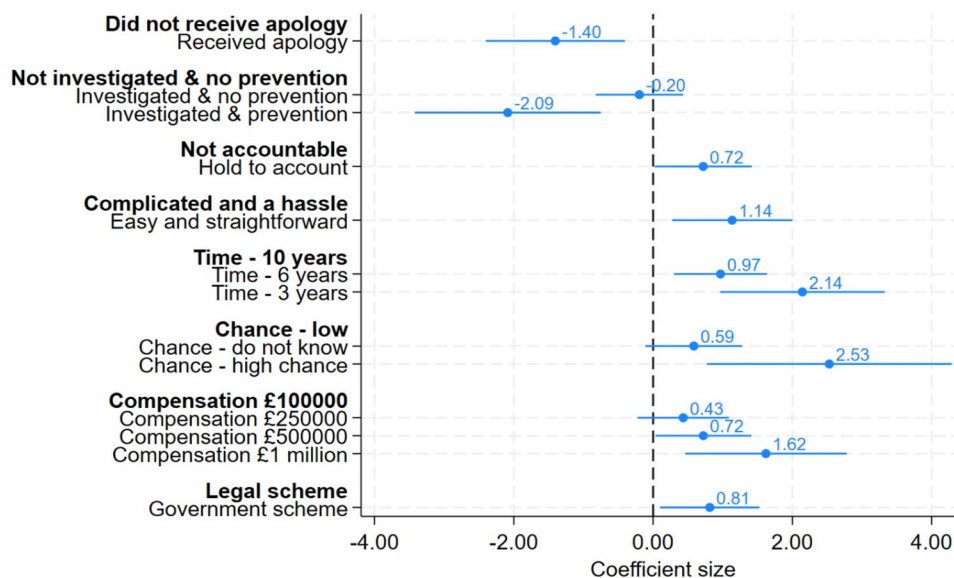 Did not receive apology
Received apology
-1.40
Not investigated & no prevention
Investigated & no prevention
-0.20
Investigated & prevention
-2.09
Not accountable
Hold to account
0.72
Complicated and a hassle
Easy and straightforward
1.14
Time - 10 years
Time - 6 years
0.97
Time - 3 years
2.14
Chance - low
Chance - do not know
0.59
Chance - high chance
2.53
Compensation £100000
Compensation £250000
0.43
Compensation £500000
0.72
Compensation £1 million
1.62
Legal scheme
Government scheme
0.81
-4.00 -2.00 0.00 2.00 4.00
Coefficient size